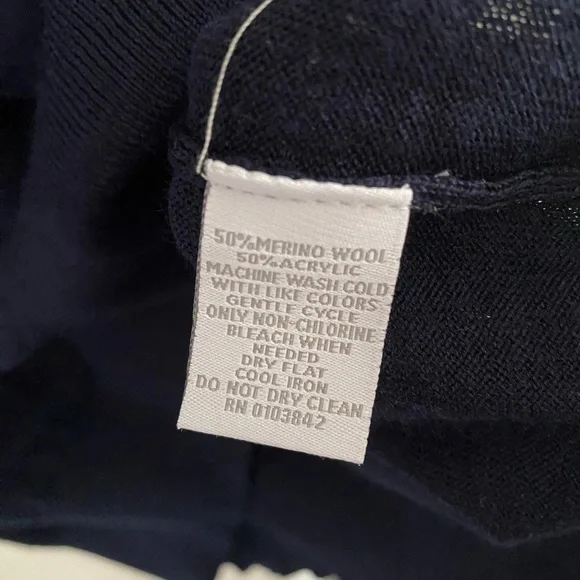 50%MERINO WOOL
50%ACRYLIC
MACHINE WASH COLD
WITH LIKE COLORS
GENTLE CYCLE
ONLY NON-CHLORINE
BLEACH WHEN
NEEDED
DRY FLAT
COOL IRON
DO NOT DRY CLEAN
RN 0103842